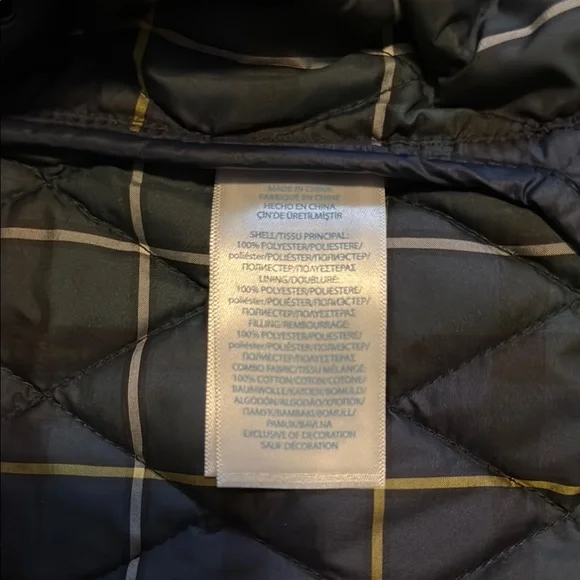 MADE IN CHINA
FABRIQUÉ EN CHINE
HECHO EN CHINA
ÇİN'DE ÜRETİLMİŞTİR
SHELL/TISSU PRINCIPAL:
100% POLYESTER/POLIESTERE/
poliéster/POLIÉSTER/ПОЛИЭСТЕР/
ПОЛИЕСТЕР/ΠΟΛΥΕΣΤΕΡΑΣ
LINING/DOUBLURE:
100% POLYESTER/POLIESTERE/
poliéster/POLIÉSTER/ПОЛИЭСТЕР/
ПОЛИЕСТЕР/ΠΟΛΥΕΣΤΕΡΑΣ
FILLING/REMBOURRAGE:
100% POLYESTER/POLIESTERE/
poliéster/POLIÉSTER/ПОЛИЭСТЕР/
ПОЛИЕСТЕР/ΠΟΛΥΕΣΤΕΡΑΣ
COMBO FABRIC/TISSU MÉLANGE:
100% COTTON/COTON/COTONE/
BAUMWOLLE/KATOEN/BOMULD/
ALGODÓN/ALGODÃO/ХЛОПОК/
ПАМУК/ΒΑΜΒΑΚΙ/BOMULL/
PAMUK/BAVLNA
EXCLUSIVE OF DECORATION
SAUF DÉCORATION